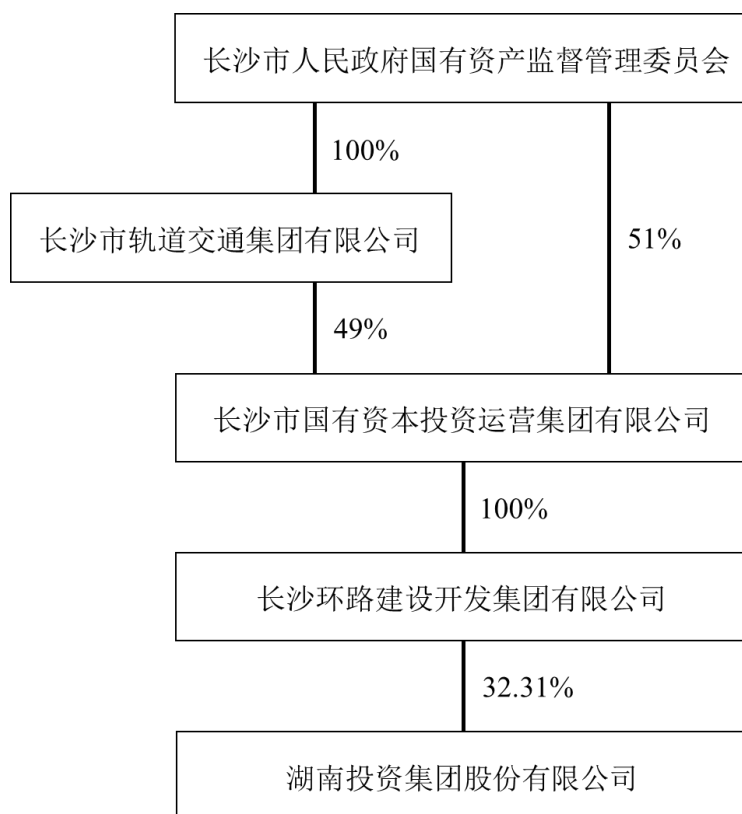 长沙市人民政府国有资产监督管理委员会
100%
长沙市轨道交通集团有限公司
51%
49%
长沙市国有资本投资运营集团有限公司
100%
长沙环路建设开发集团有限公司
32.31%
湖南投资集团股份有限公司